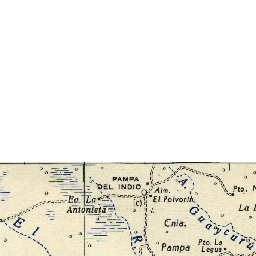 PAMPA
DEL INDIO
Alm.
El Polvorín
(C)
Ea. La
Antonieta
A.
Guaycurú
Pto.
La
Cnia.
Pampa
Pto. La
Legua
El
R